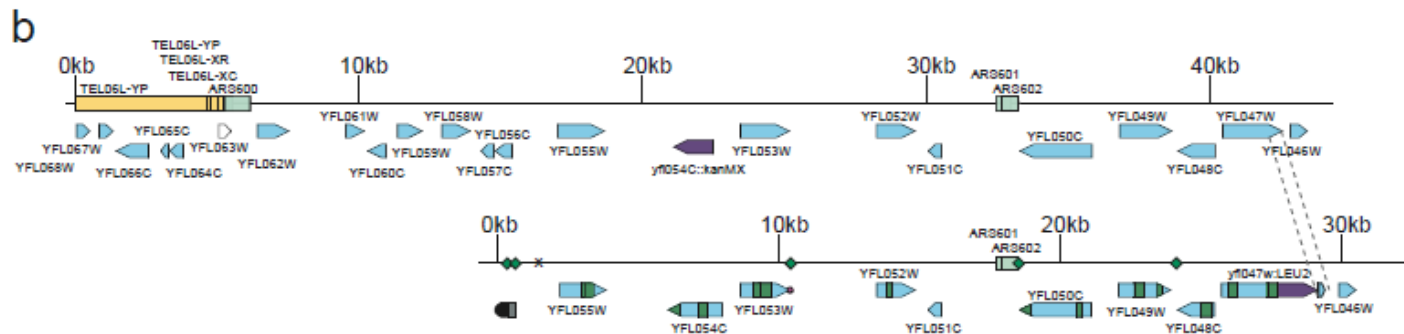 b
TEL06L-YP
TEL06L-XR
TEL06L-XC
0kb 10kb 20kb 30kb 40kb
TEL06L-YP ARS600 ARS601
ARS602
YFL065C YFL061W YFL058W YFL052W YFL049W YFL047W
YFL067W YFL063W YFL059W YFL056C YFL055W YFL053W YFL050C YFL046W
YFL068W YFL066C YFL064C YFL062W YFL060C YFL057C yfl054C::kanMX YFL051C YFL048C
0kb 10kb 20kb 30kb
ARS601
ARS602
YFL052W yfl047w:LEU2
YFL055W YFL054C YFL053W YFL051C YFL050C YFL049W YFL048C YFL046W
x